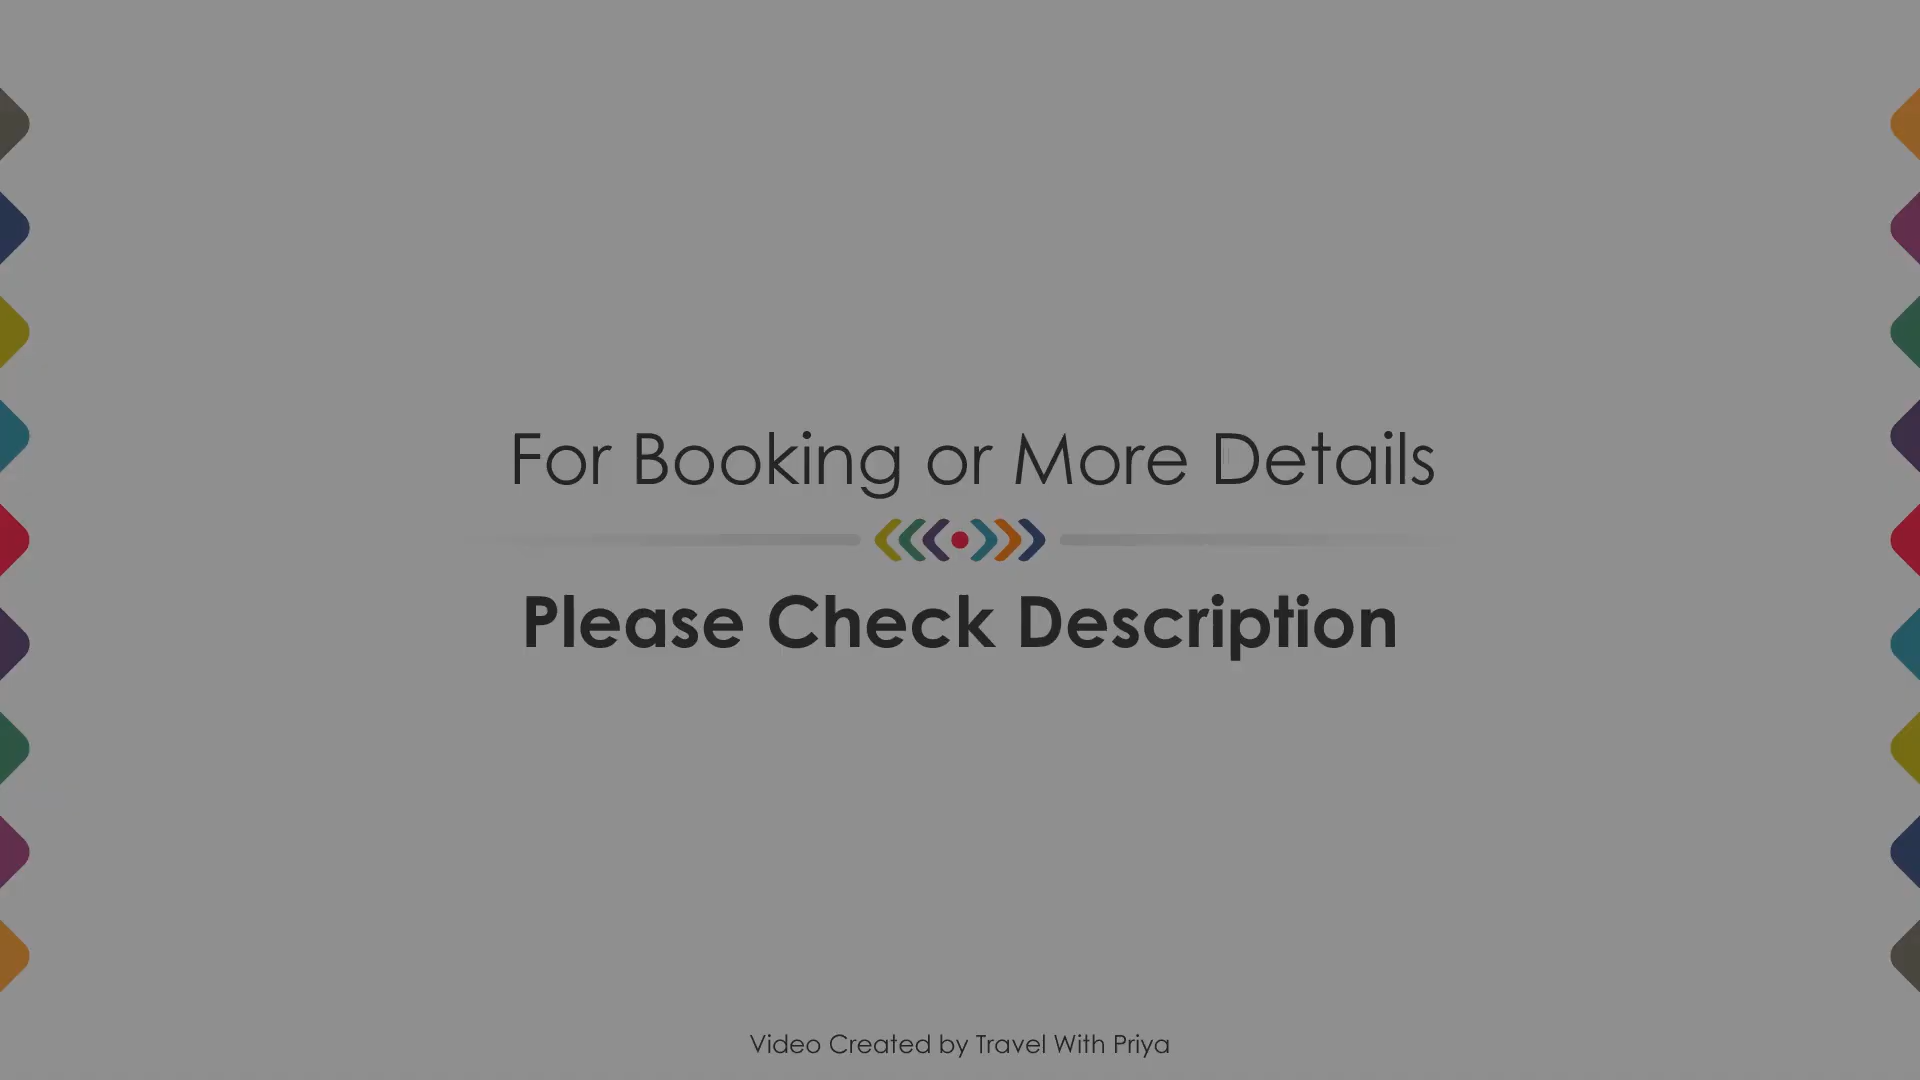 For Booking or More Details
Please Check Description
Video Created by Travel With Priya